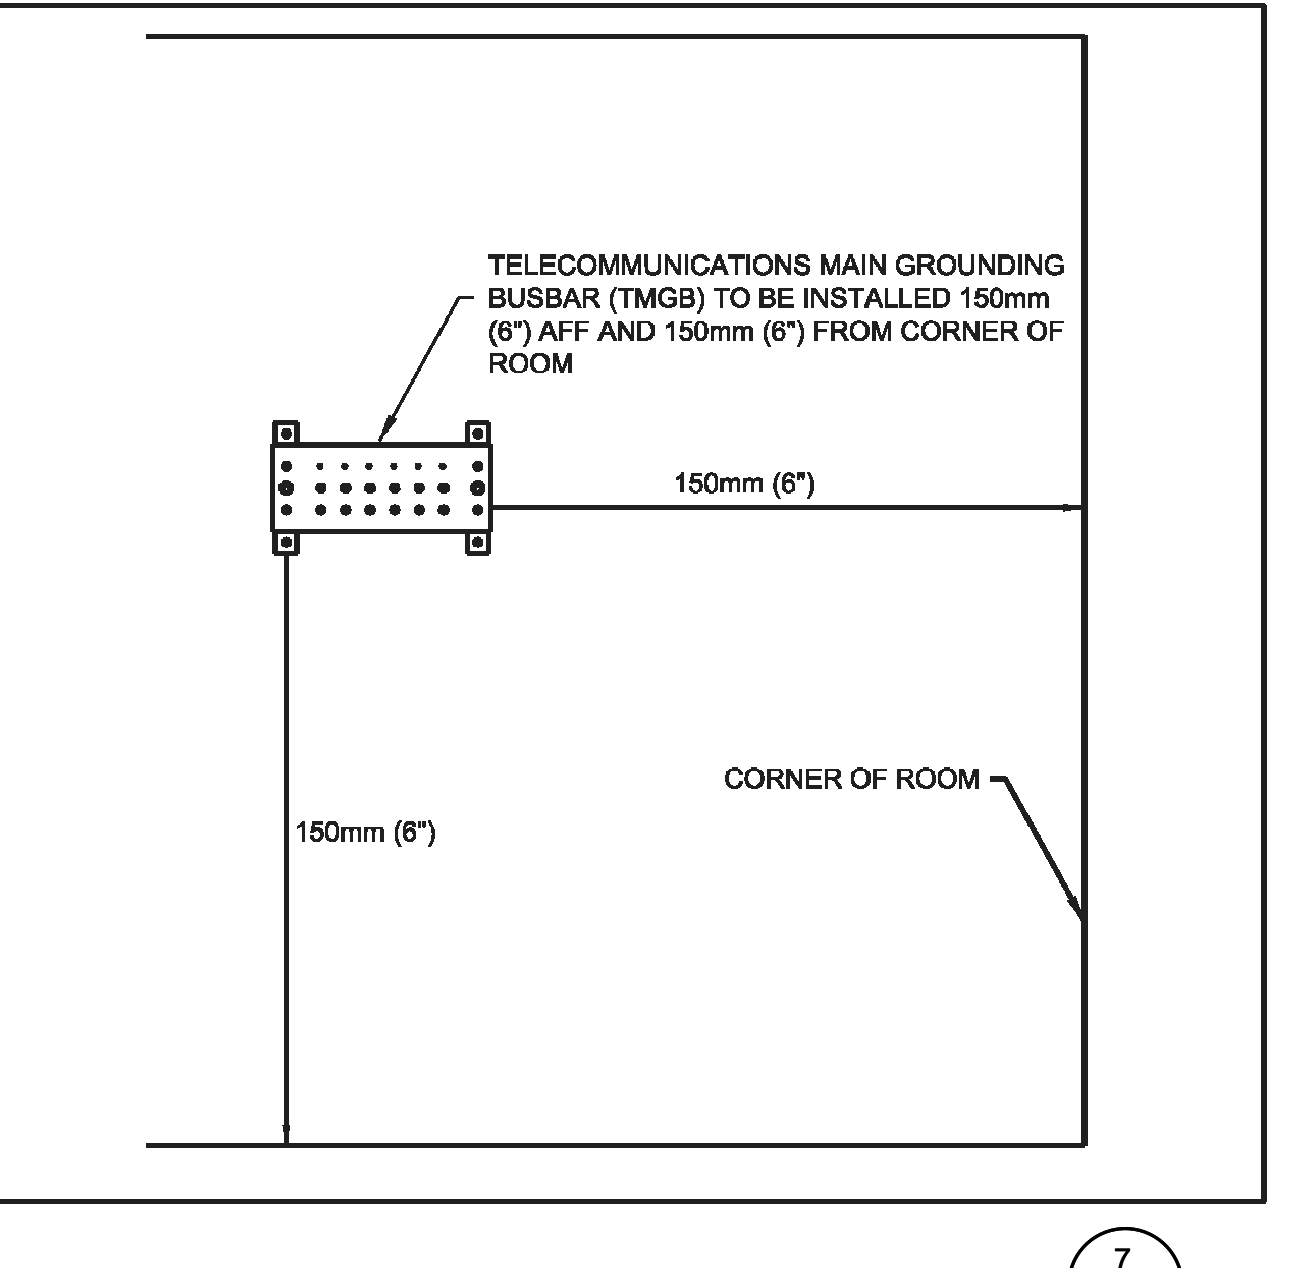 TELECOMMUNICATIONS MAIN GROUNDING
BUSBAR (TMGB) TO BE INSTALLED 150mm
(6") AFF AND 150mm (6") FROM CORNER OF
ROOM
150mm (6")
CORNER OF ROOM
150mm (6")
7